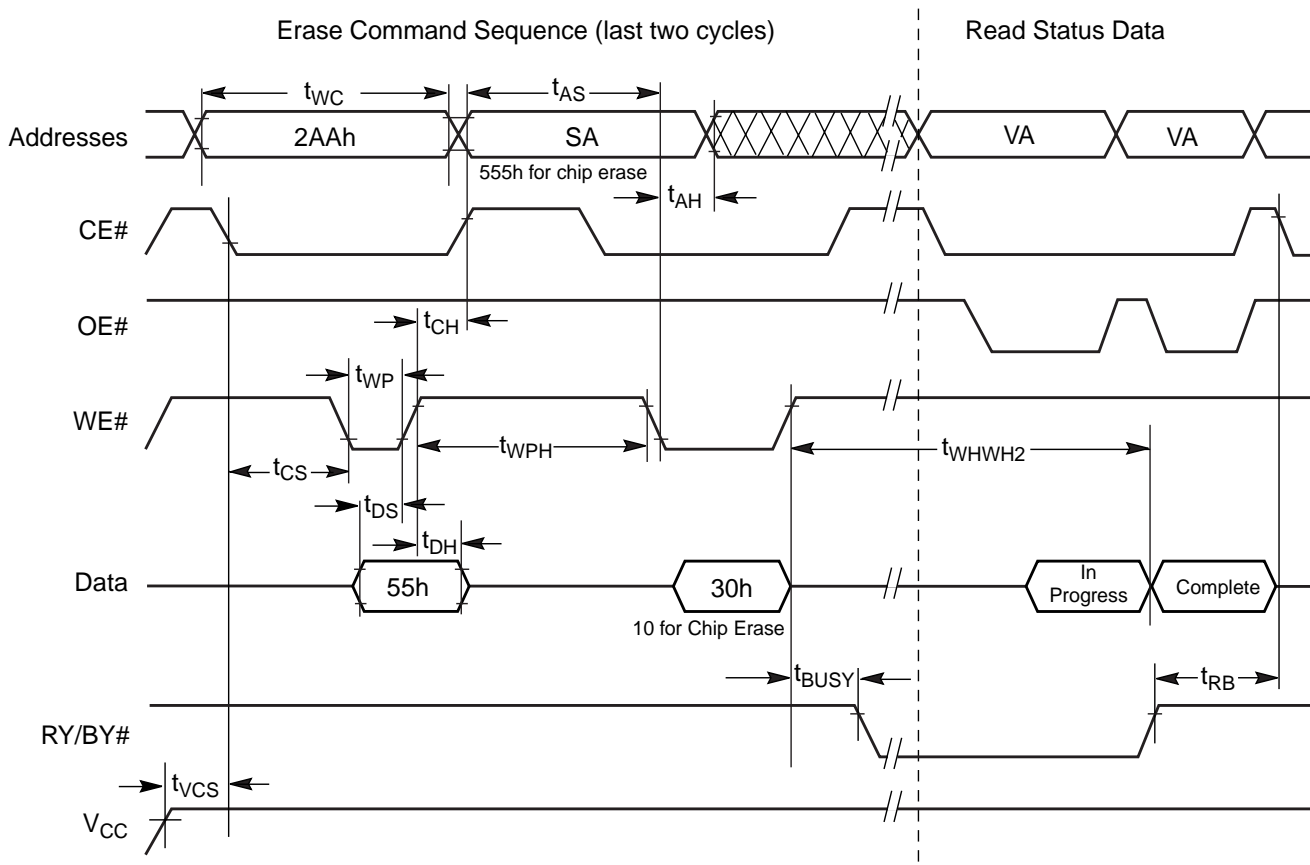 Erase Command Sequence (last two cycles) Read Status Data
tWC tAS
Addresses 2AAh SA VA VA
555h for chip erase
tAH
CE#
OE# tCH
tWP
WE#
tWPH tWHWH2
tCS
tDS
tDH
Data 55h 30h In Progress Complete
10 for Chip Erase
tBUSY tRB
RY/BY#
tVCS
VCC